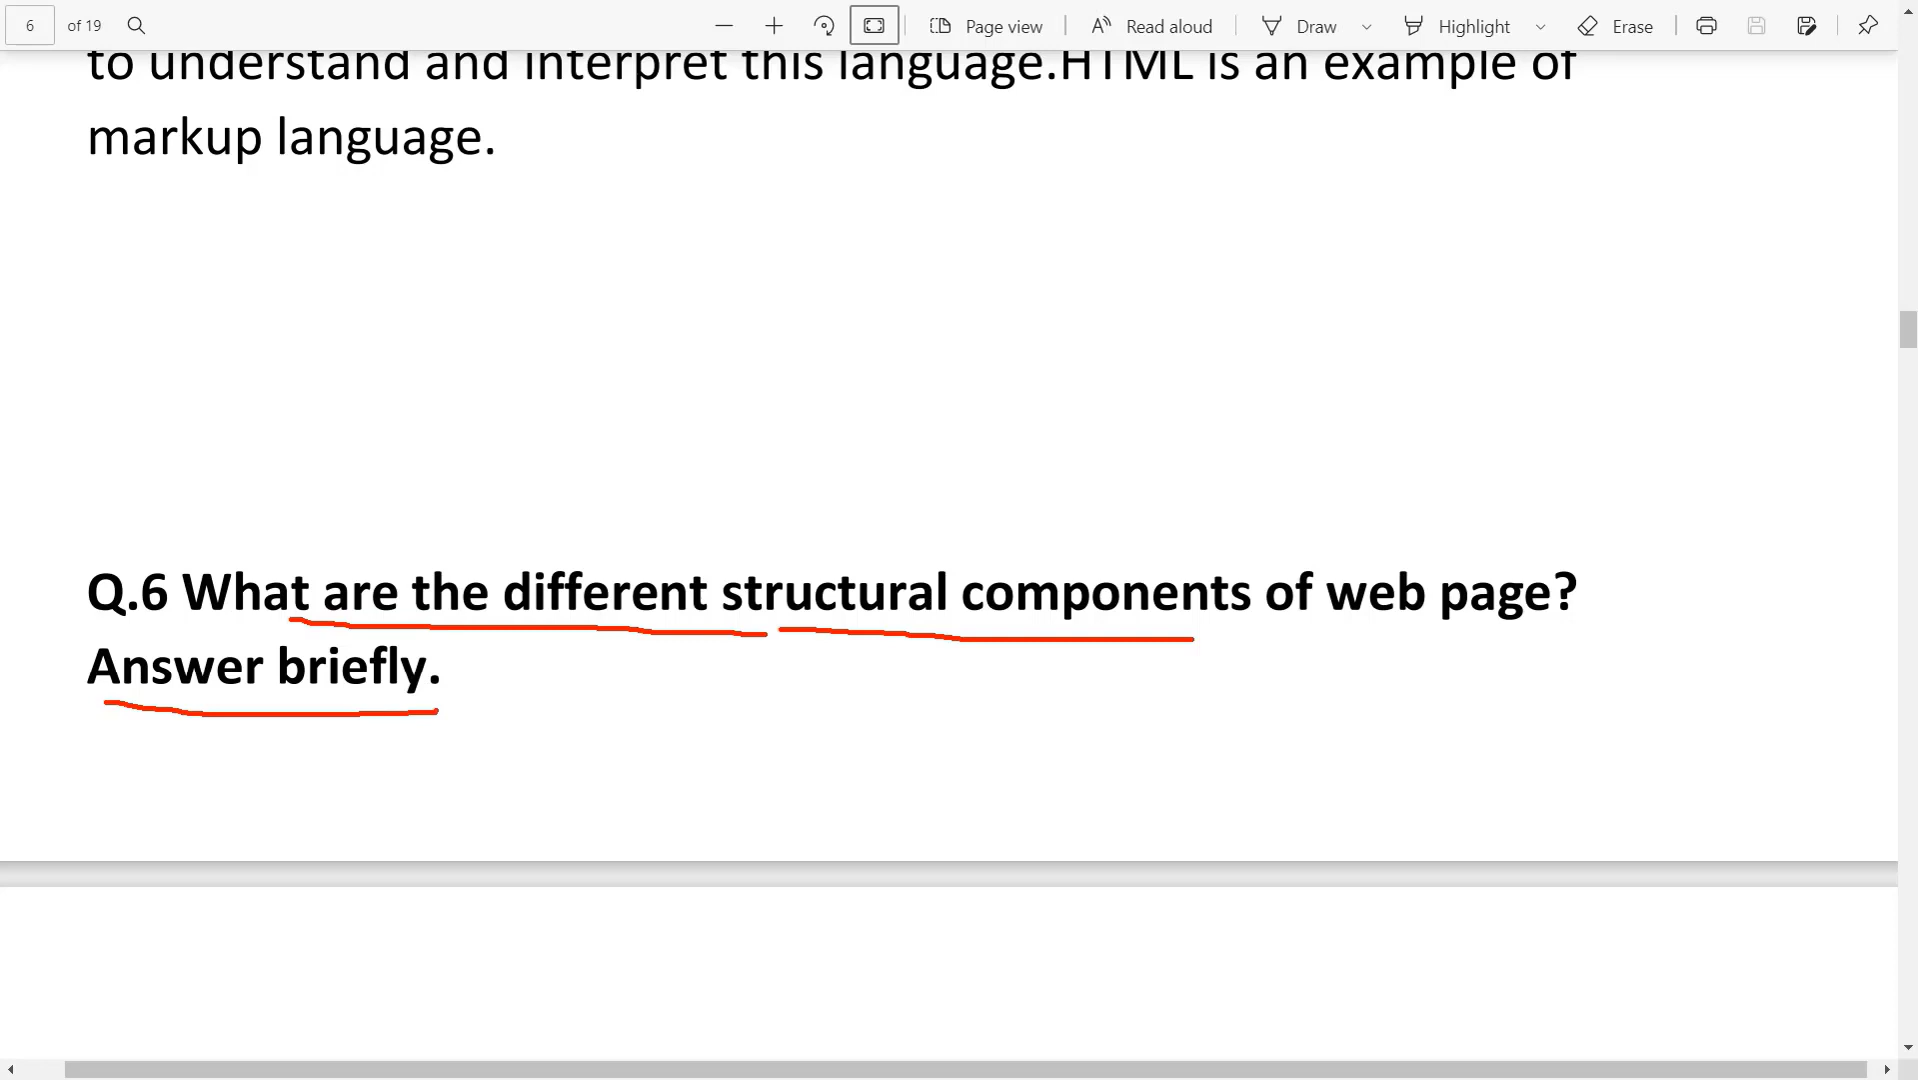 6 of 19 Page view Read aloud Draw Highlight Erase
to understand and interpret this language.HTML is an example of
markup language.
Q.6 What are the different structural components of web page?
Answer briefly.